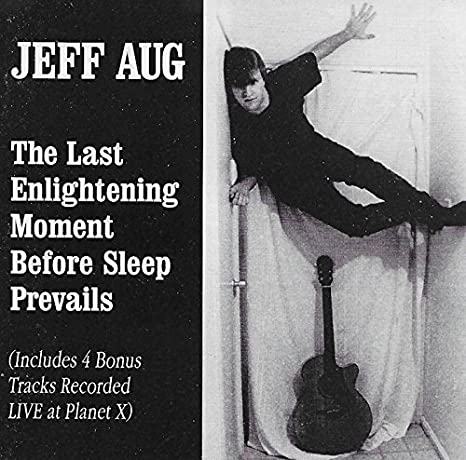 JEFF AUG
The Last
Enlightening
Moment
Before Sleep
Prevails
(Includes 4 Bonus
Tracks Recorded
LIVE at Planet X)